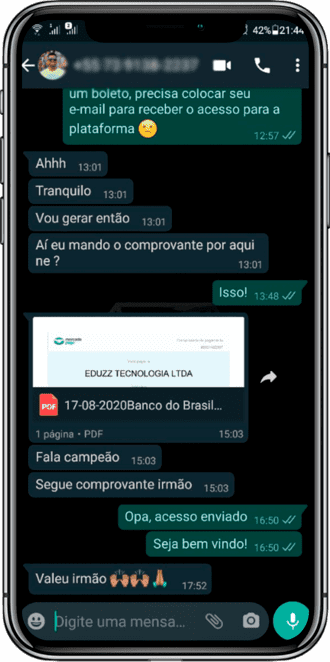 42% 21:44
um boleto, precisa colocar seu
e-mail para receber o acesso para a
plataforma
12:57
Ahhh 13:01
Tranquilo 13:01
Vou gerar então 13:01
Aí eu mando o comprovante por aqui
ne ?
13:01
Isso! 13:48
mercado
pago
EDUZZ TECNOLOGIA LTDA
PDF 17-08-2020Banco do Brasil...
1 página • PDF 15:03
Fala campeão 15:03
Segue comprovante irmão 15:03
Opa, acesso enviado 16:50
Seja bem vindo! 16:50
Valeu irmão 17:52
Digite uma mensa...